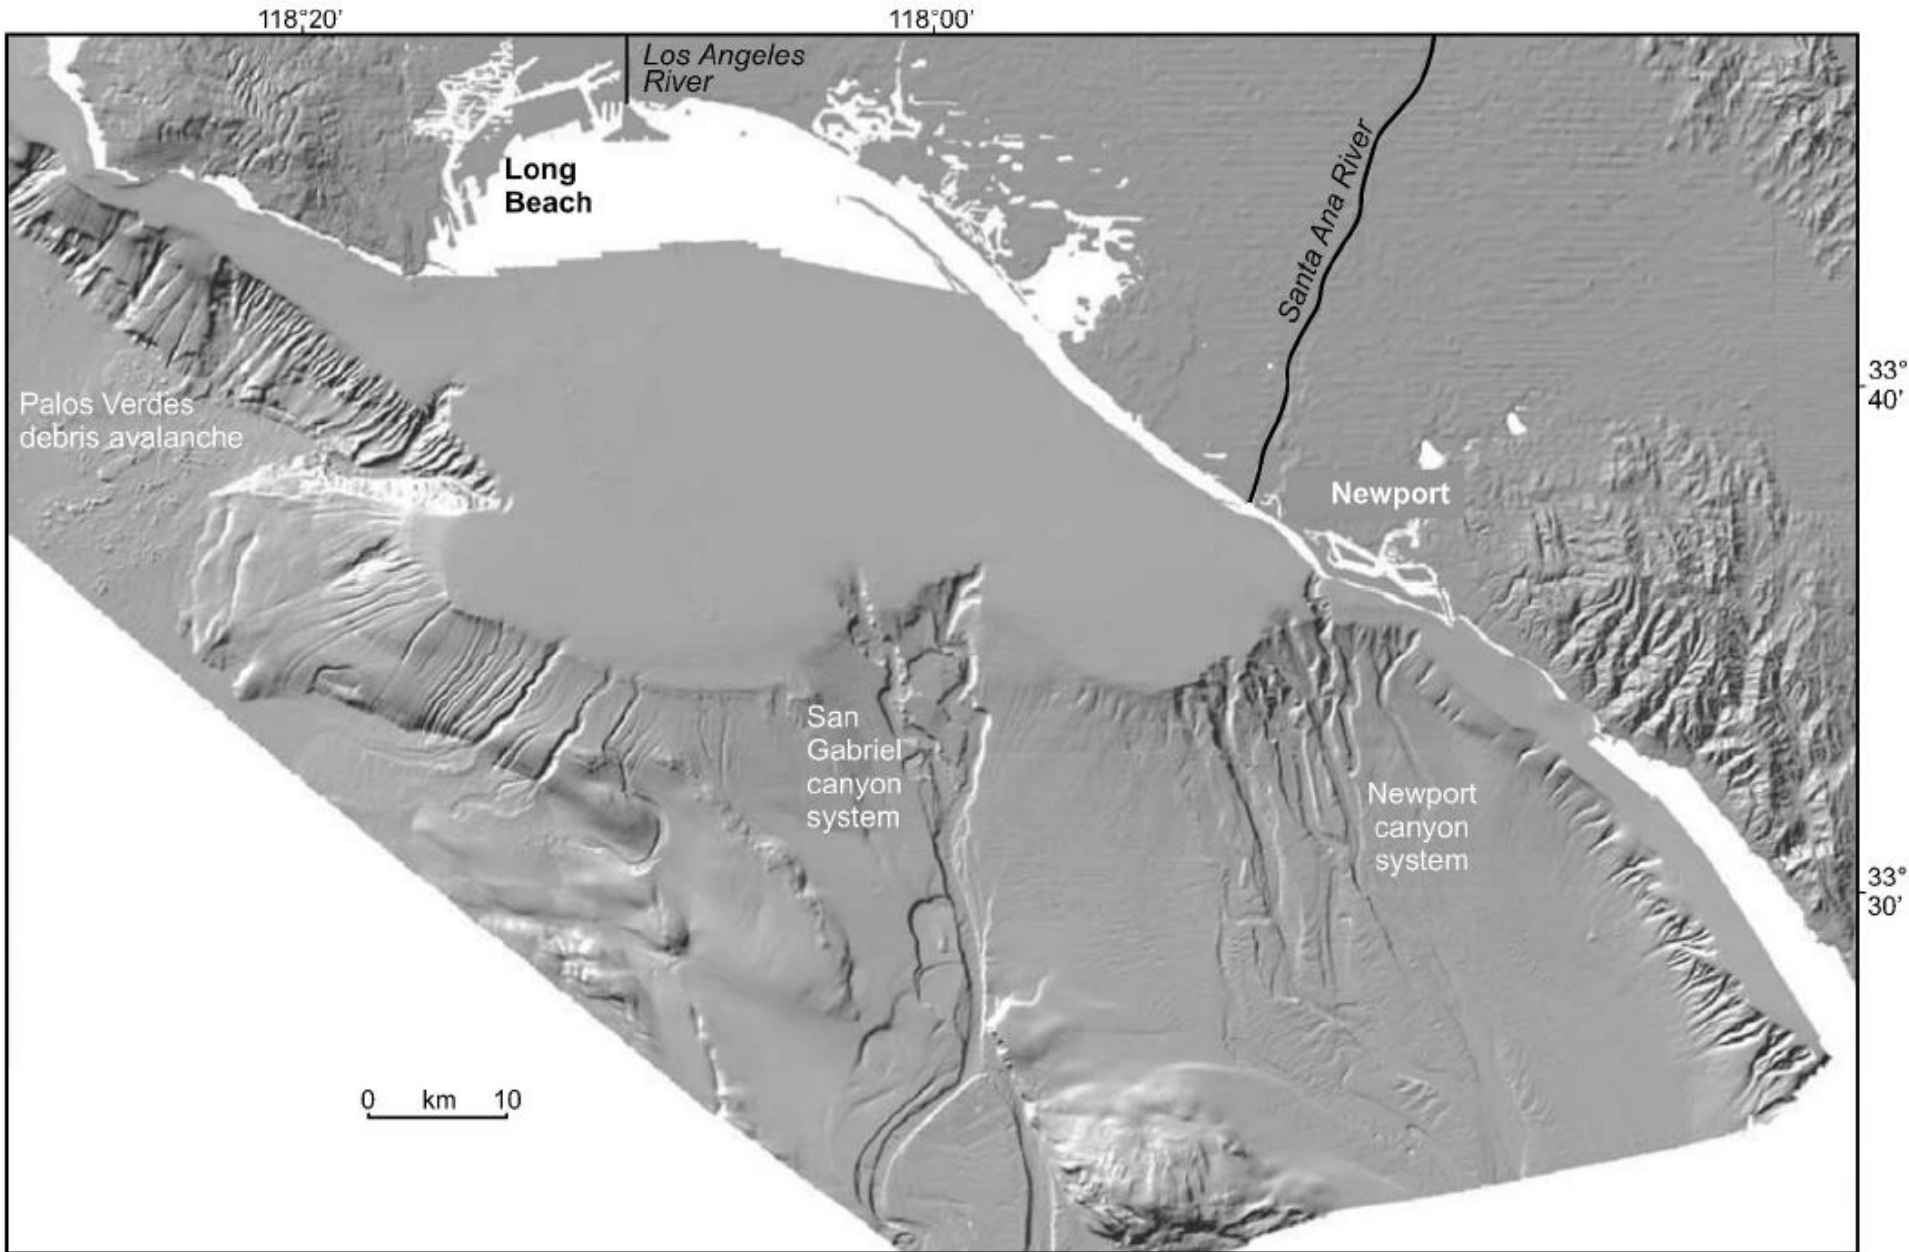 118°20’
118°00’
Los Angeles
River
Long
Beach
Santa Ana River
33°
40’
Palos Verdes
debris avalanche
Newport
San
Gabriel
canyon
system
Newport
canyon
system
33°
30’
0 km 10